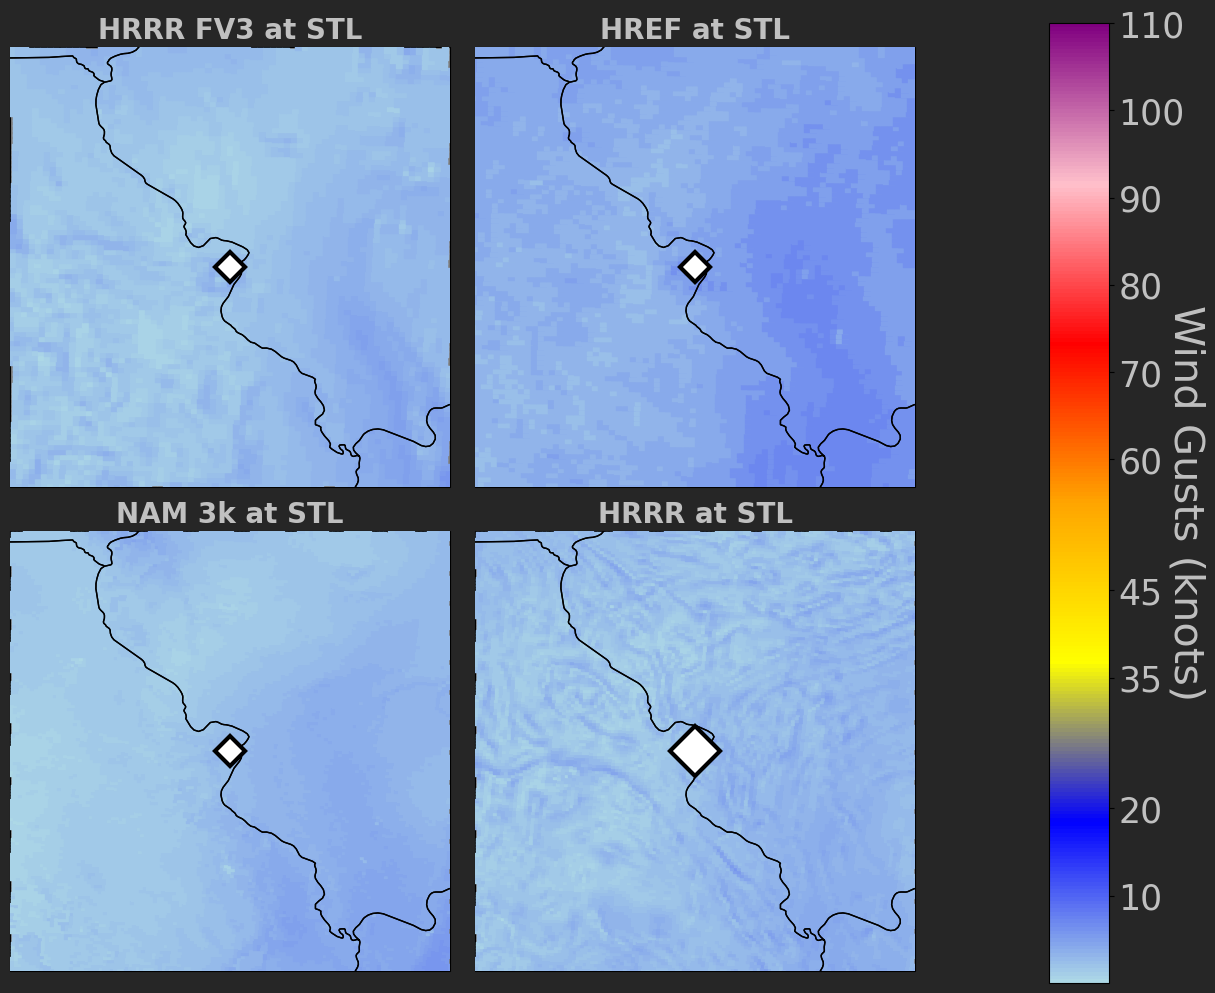 HRRR FV3 at STL
HREF at STL
NAM 3k at STL
HRRR at STL
110
100
90
80
70
60
45
35
20
10
Wind Gusts (knots)